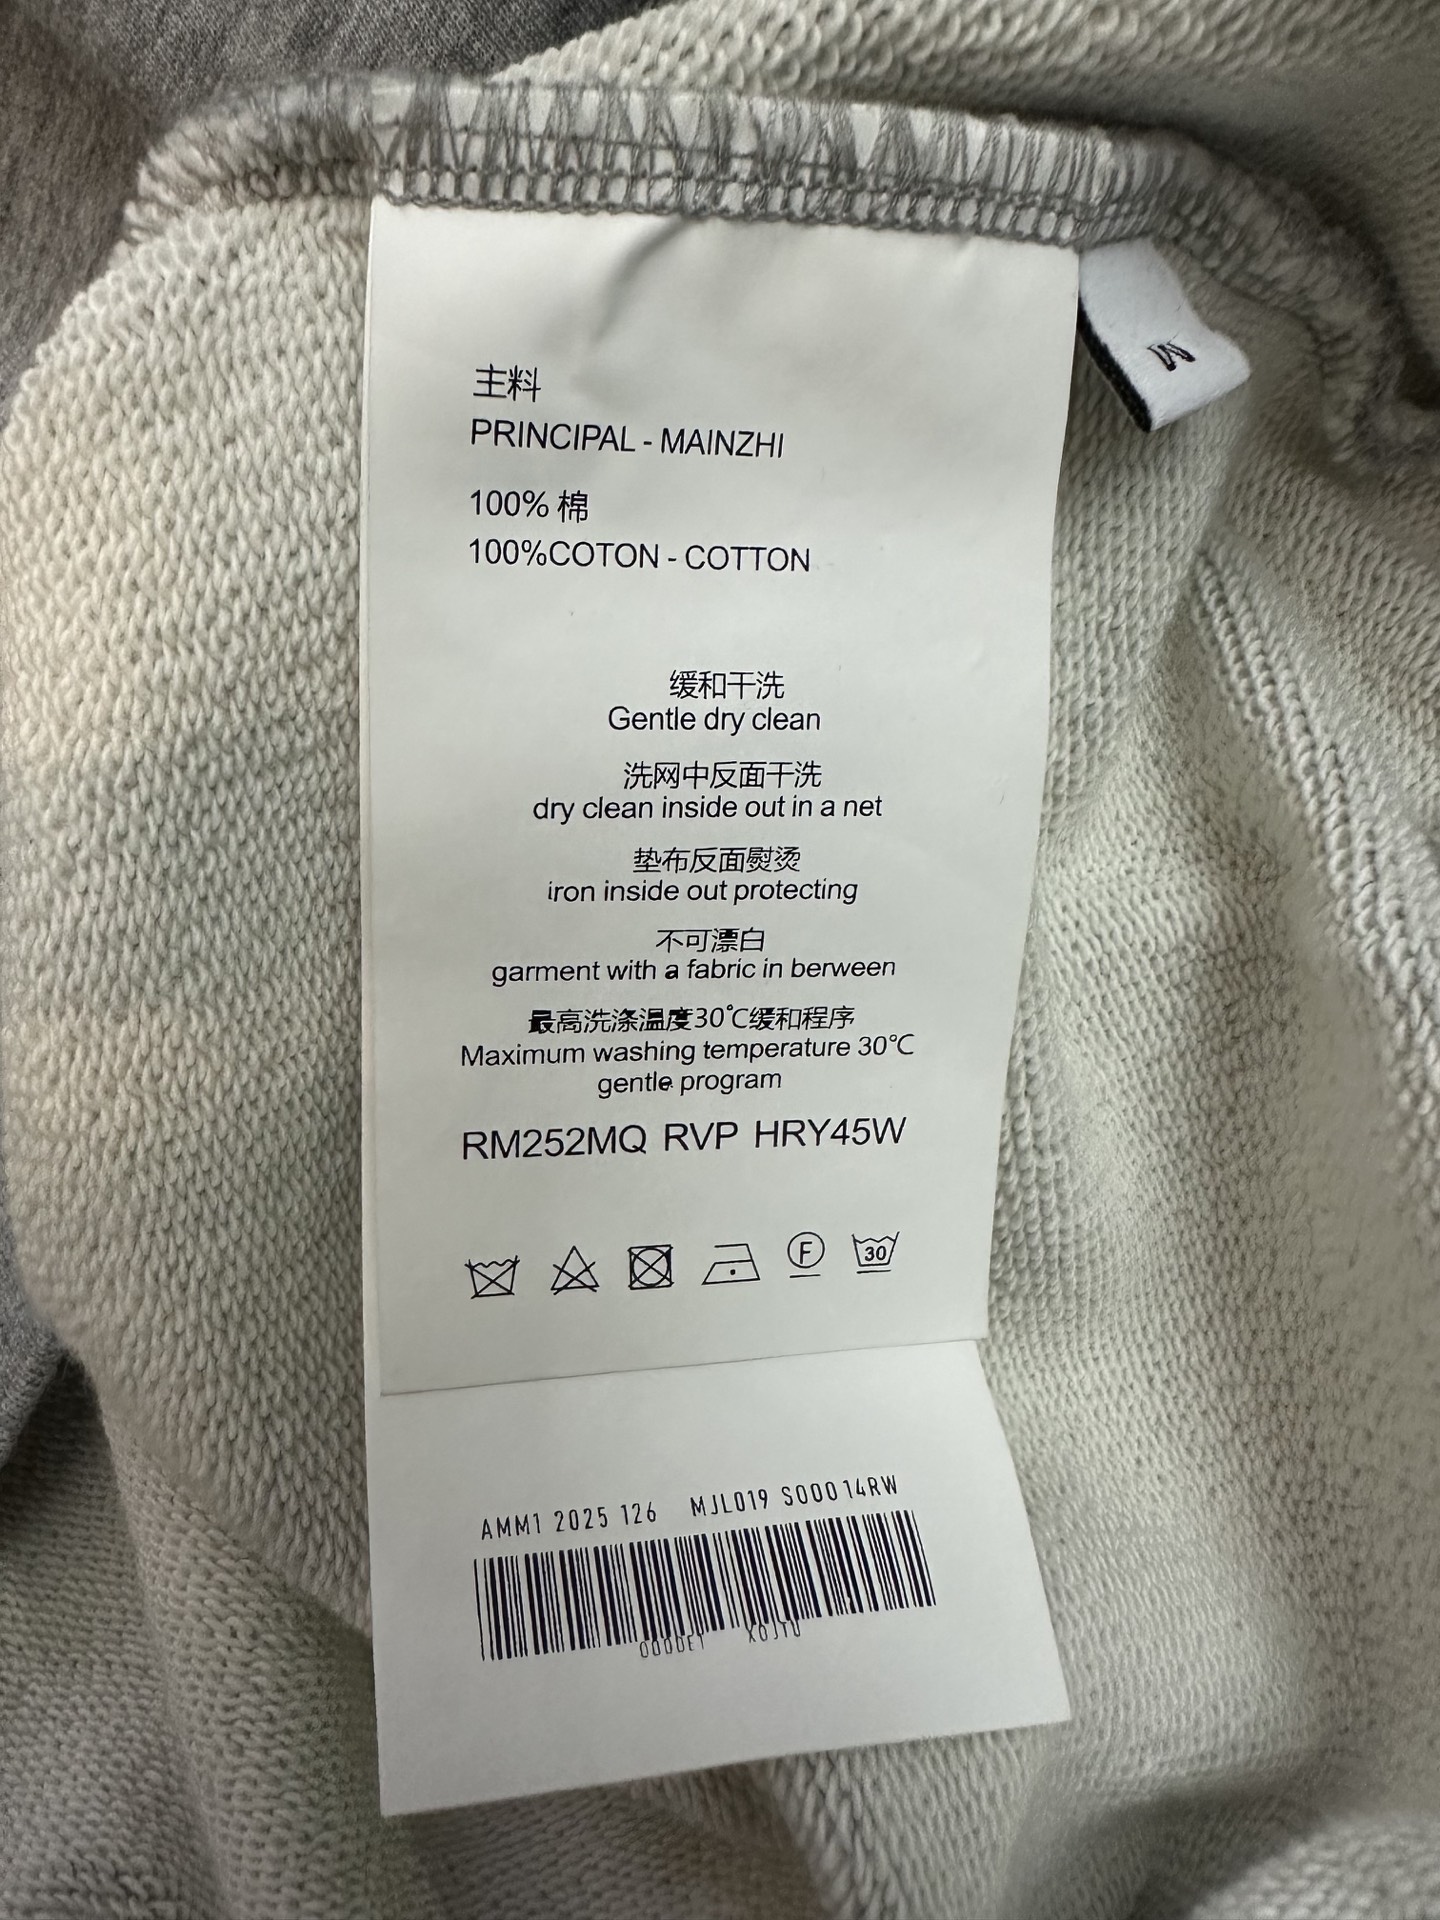 主料
PRINCIPAL - MAINZHI
100% 棉
100%COTON - COTTON
缓和干洗
Gentle dry clean
洗网中反面干洗
dry clean inside out in a net
垫布反面熨烫
iron inside out protecting
不可漂白
garment with a fabric in berween
最高洗涤温度30℃缓和程序
Maximum washing temperature 30℃
gentle program
RM252MQ RVP HRY45W
F
30
M
AMM1 2025 126 MJL019 S00014RW